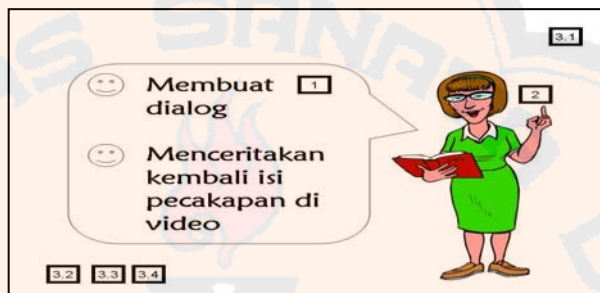 3.1
Membuat 1
dialog
2
Menceritakan
kembali isi
pecakapan di
video
3.2 3.3 3.4